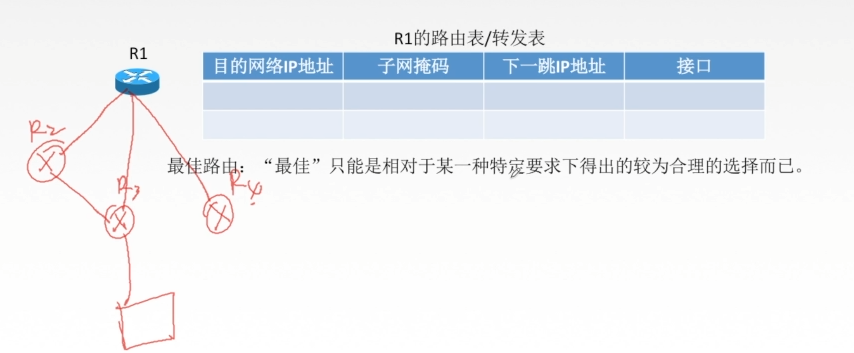 R1的路由表/转发表
R1
目的网络IP地址 子网掩码 下一跳IP地址 接口
R2
最佳路由：“最佳”只能是相对于某一种特定要求下得出的较为合理的选择而已。
R3
R4